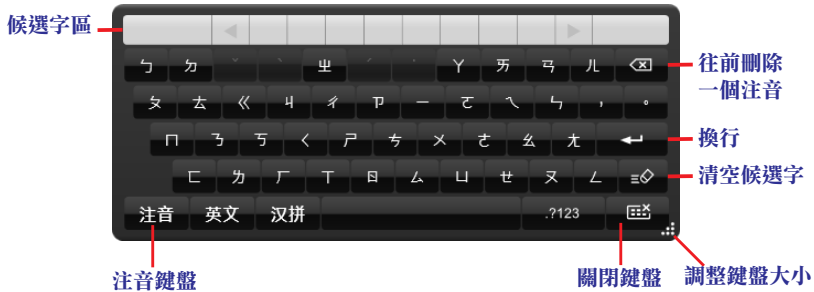 候選字區
ㄅ ㄉ ˇ ˋ ㄓ ˊ ˙ ㄚ ㄞ ㄢ ㄦ
往前刪除
一個注音
ㄆ ㄊ ㄍ ㄐ ㄔ ㄗ ㄧ ㄛ ㄟ ㄣ , 。
ㄇ ㄋ ㄎ ㄑ ㄕ ㄘ ㄨ ㄜ ㄠ ㄤ
換行
ㄈ ㄌ ㄏ ㄒ ㄖ ㄙ ㄩ ㄝ ㄡ ㄥ
清空候選字
注音 英文 汉拼 .?123
注音鍵盤
關閉鍵盤
調整鍵盤大小